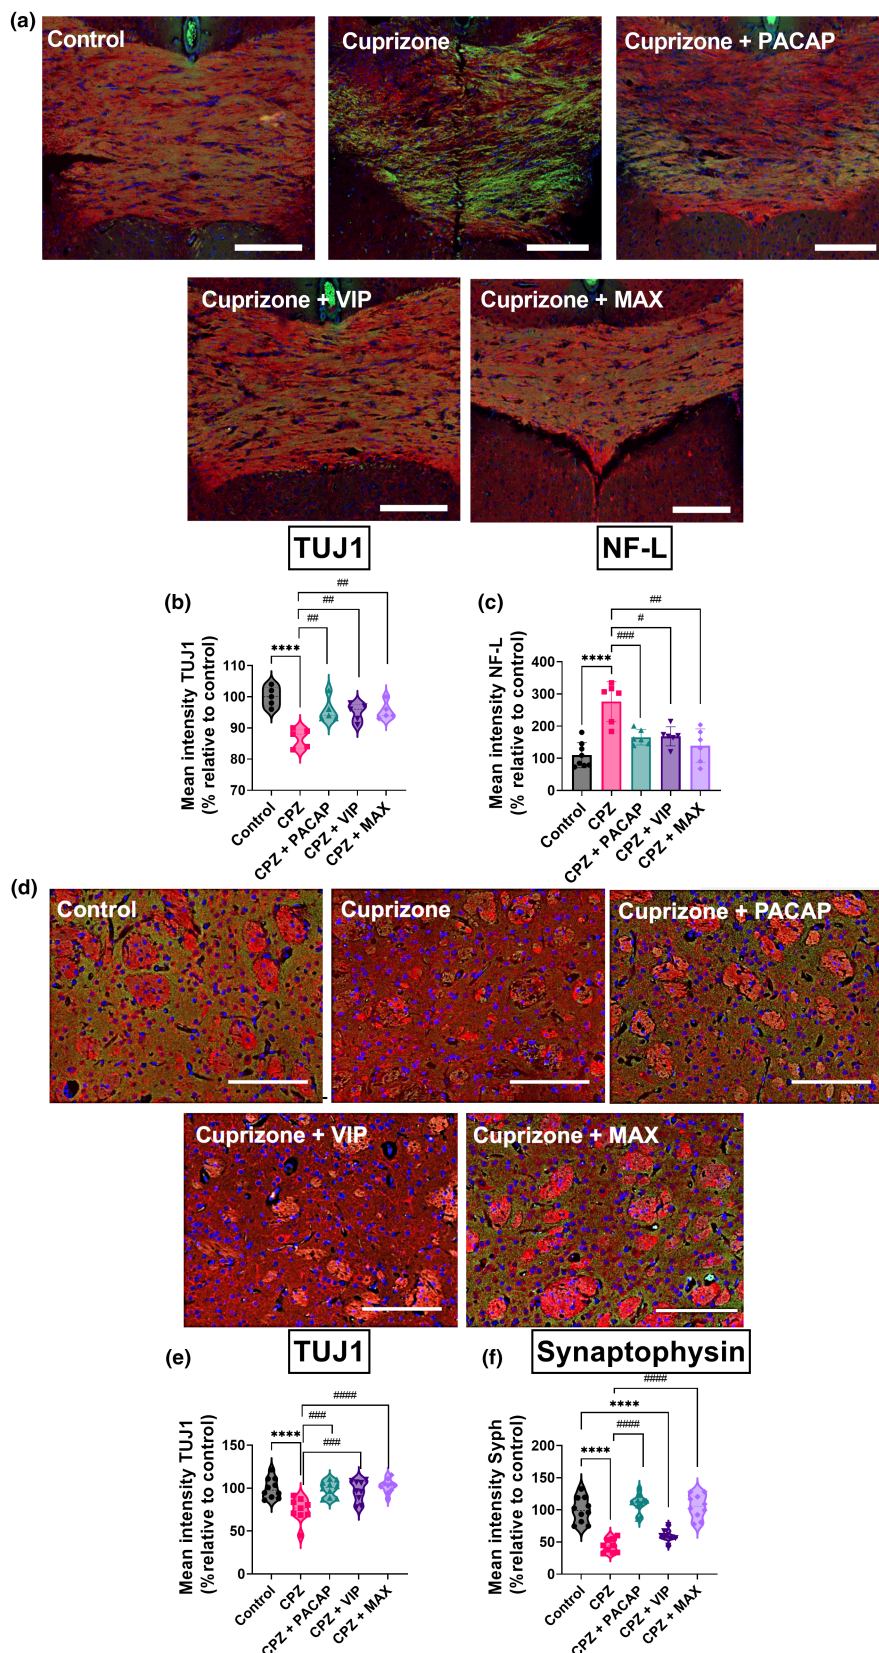 (a)
Control
Cuprizone
Cuprizone + PACAP
Cuprizone + VIP
Cuprizone + MAX
TUJ1
NF-L
(b)
##
##
##
****
Mean intensity TUJ1
(% relative to control)
110
100
90
80
70
Control
CPZ
CPZ + PACAP
CPZ + VIP
CPZ + MAX
(c)
##
#
###
****
Mean intensity NF-L
(% relative to control)
400
300
200
100
0
Control
CPZ
CPZ + PACAP
CPZ + VIP
CPZ + MAX
(d)
Control
Cuprizone
Cuprizone + PACAP
Cuprizone + VIP
Cuprizone + MAX
TUJ1
Synaptophysin
(e)
####
###
****
###
Mean intensity TUJ1
(% relative to control)
150
100
50
0
Control
CPZ
CPZ + PACAP
CPZ + VIP
CPZ + MAX
(f)
####
****
####
****
Mean intensity Syph
(% relative to control)
200
150
100
50
0
Control
CPZ
CPZ + PACAP
CPZ + VIP
CPZ + MAX